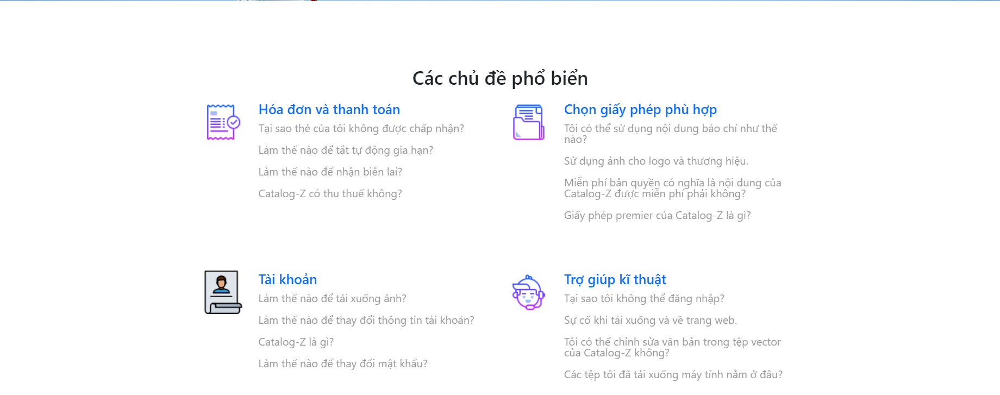 Các chủ đề phổ biển
Hóa đơn và thanh toán
Tại sao thẻ của tôi không được chấp nhận?
Làm thế nào để tắt tự động gia hạn?
Làm thế nào để nhận biên lai?
Catalog-Z có thu thuế không?
Chọn giấy phép phù hợp
Tôi có thể sử dụng nội dung báo chí như thế
nào?
Sử dụng ảnh cho logo và thương hiệu.
Miễn phí bản quyền có nghĩa là nội dung của
Catalog-Z được miễn phí phải không?
Giấy phép premier của Catalog-Z là gì?
Tài khoản
Làm thế nào để tải xuống ảnh?
Làm thế nào để thay đổi thông tin tài khoản?
Catalog-Z là gì?
Làm thế nào để thay đổi mật khẩu?
Trợ giúp kĩ thuật
Tại sao tôi không thể đăng nhập?
Sự cố khi tải xuống và về trang web.
Tôi có thể chỉnh sửa văn bản trong tệp vector
của Catalog-Z không?
Các tệp tôi đã tải xuống máy tính nằm ở đâu?